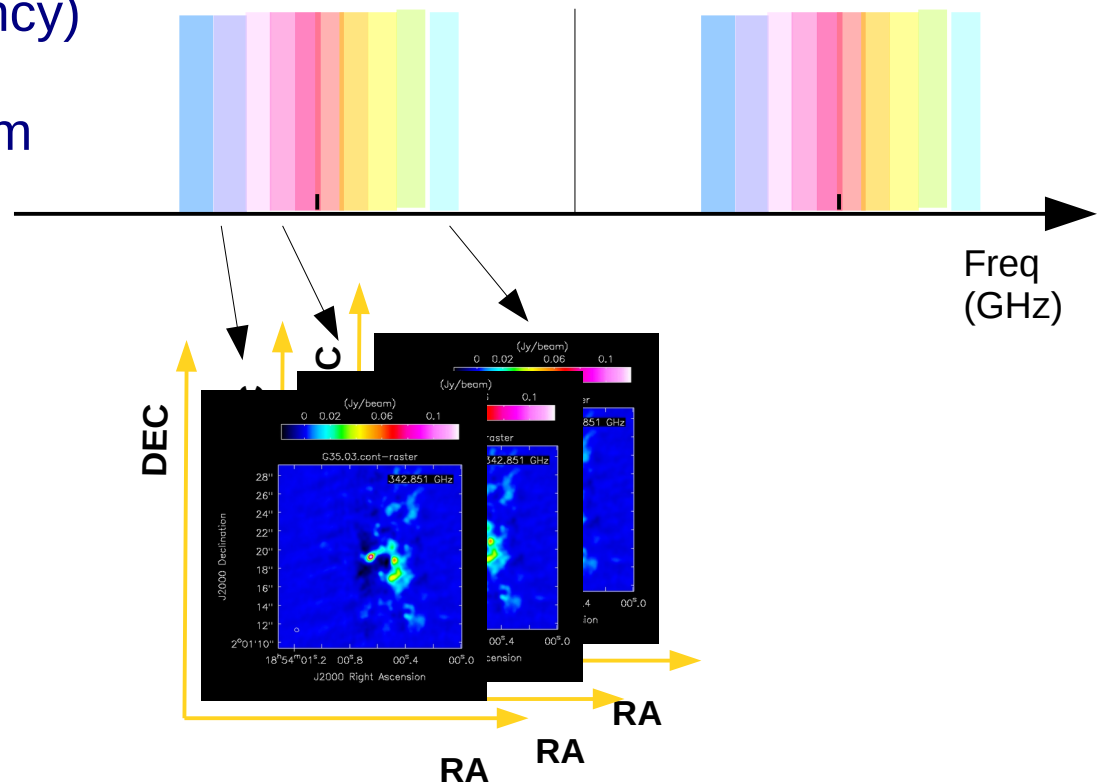 ncy)
m
Freq
(GHz)
C
DEC
(Jy/beam)
0 0.02 0.06 0.1
(Jy/beam)
0.1
raster
342.851 GHz
851 GHz
(Jy/beam)
0 0.02 0.06 0.1
G35.03.cont-raster
342.851 GHz
J2000 Declination
28"
26"
24"
22"
20"
18"
16"
14"
12"
2°01'10"
18ʰ54ᵐ01ˢ.2 00ˢ.8 00ˢ.4 00ˢ.0
J2000 Right Ascension
00ˢ.4 00ˢ.0
cension
.4 00ˢ.0
ion
RA
RA
RA